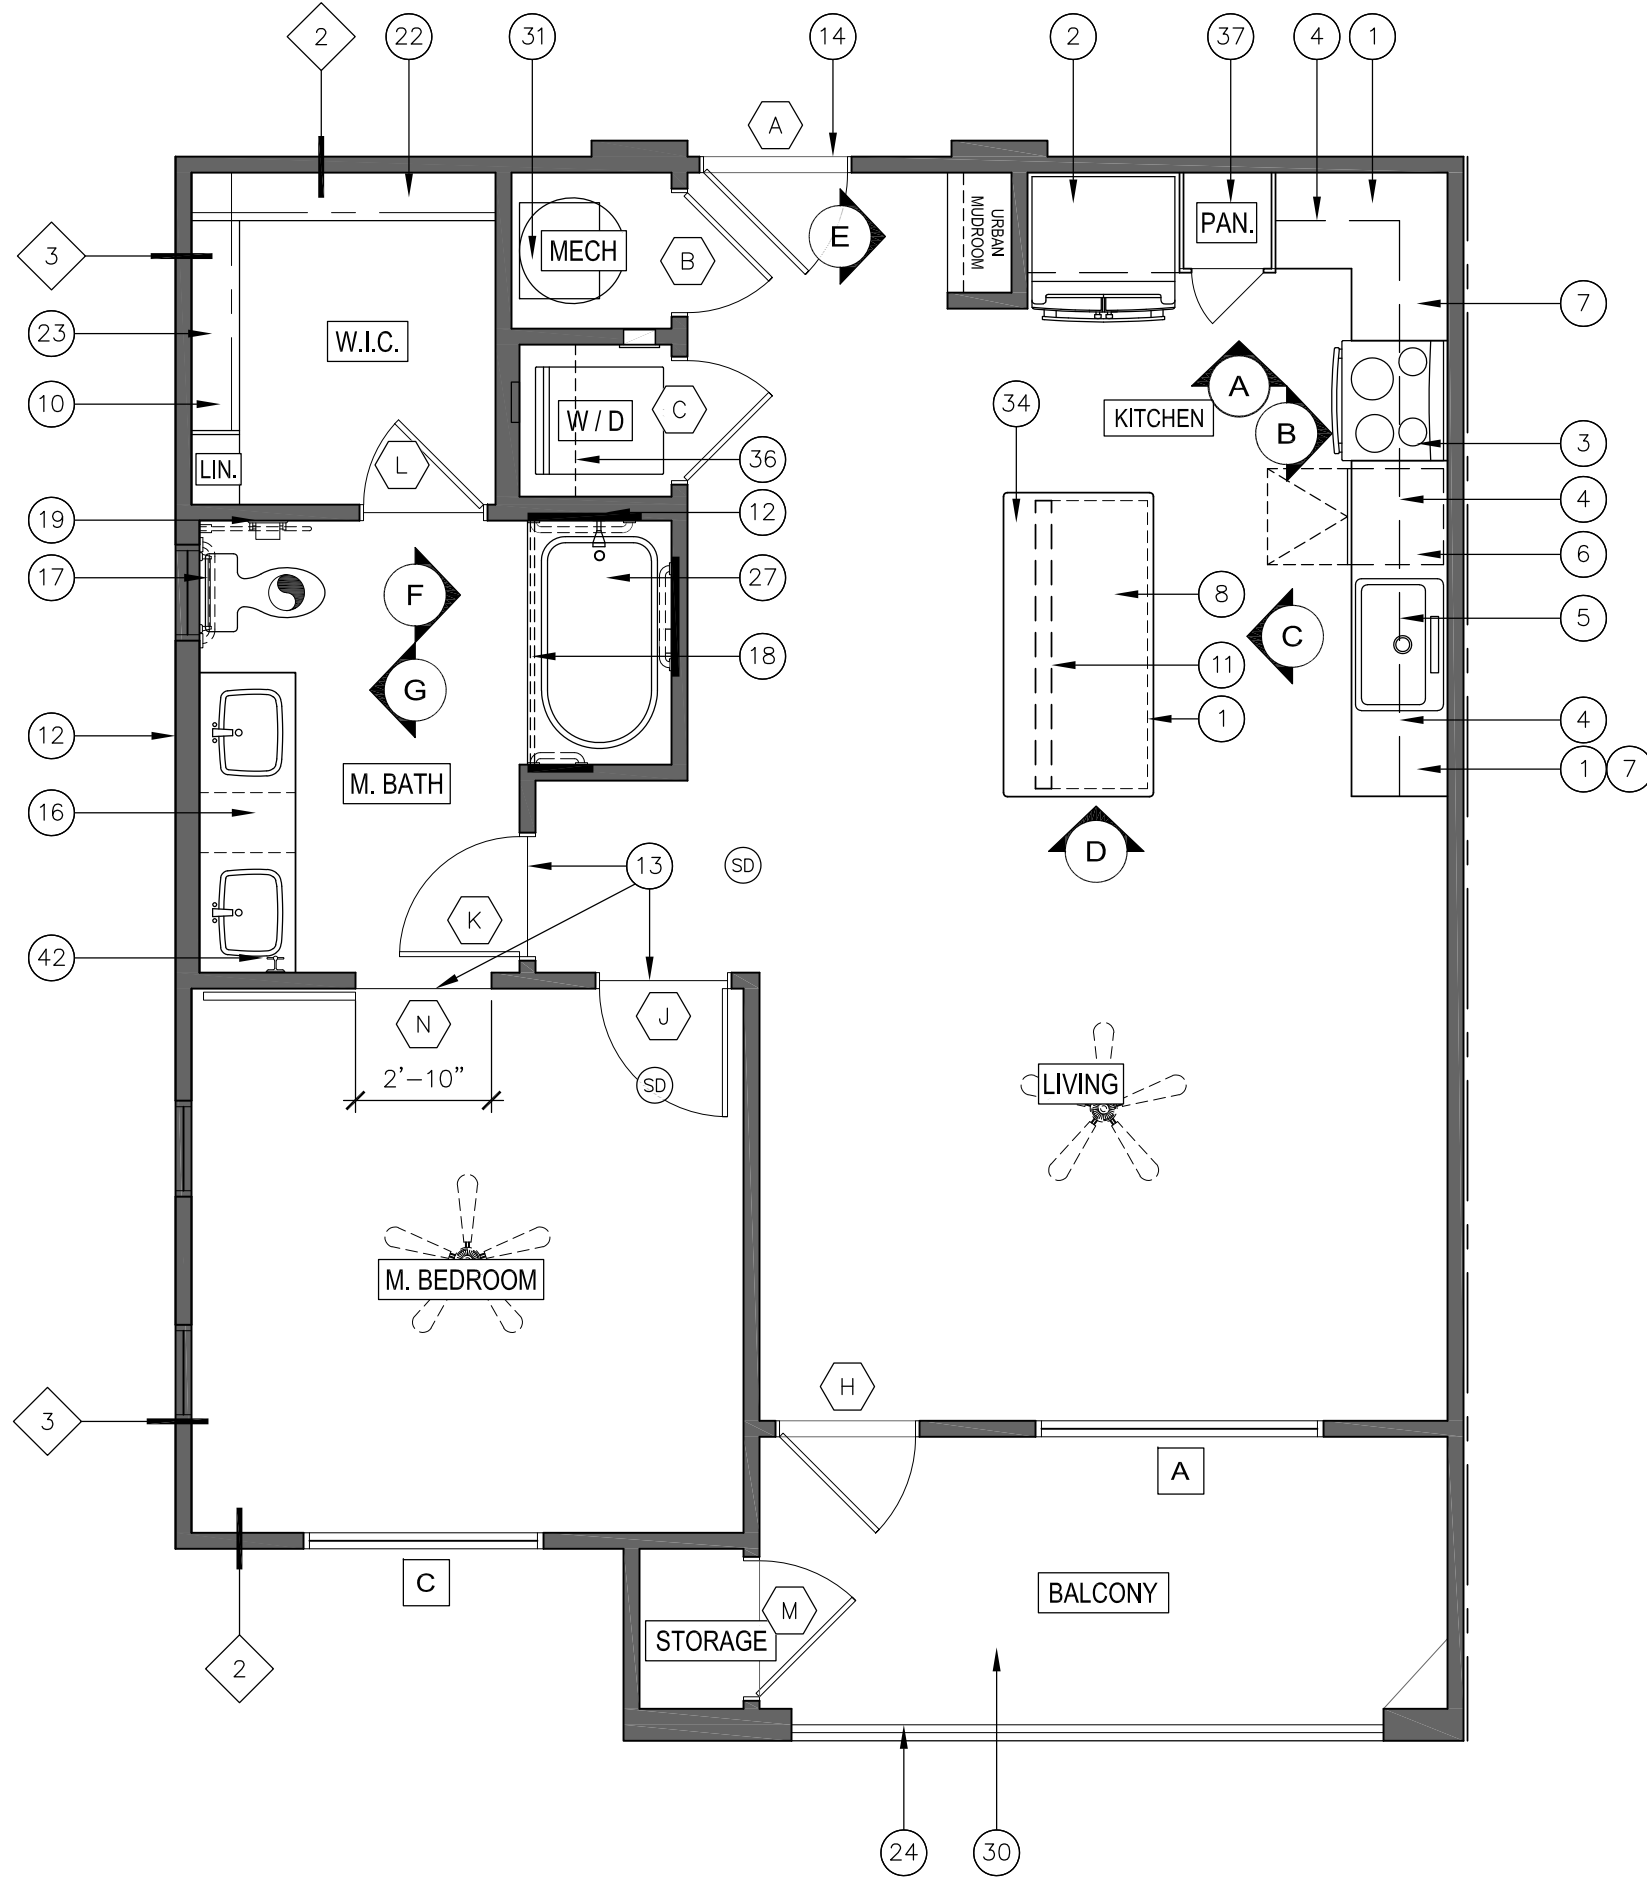 2
22
31
14
2
37
4
1
A
E
URBAN
MUDROOM
PAN.
MECH
B
3
7
23
W.I.C.
10
C
W / D
34
A
KITCHEN
B
3
L
LIN.
36
4
19
12
6
17
F
27
8
5
C
18
11
G
1
4
12
M. BATH
1
7
16
D
13
SD
K
42
N
J
2'-10"
SD
LIVING
M. BEDROOM
H
3
A
C
M
BALCONY
STORAGE
2
24
30